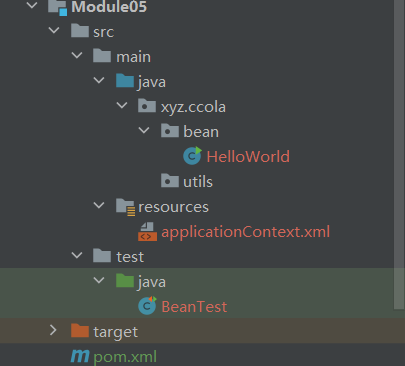 Module05
src
main
java
xyz.ccola
bean
HelloWorld
utils
resources
applicationContext.xml
test
java
BeanTest
target
pom.xml